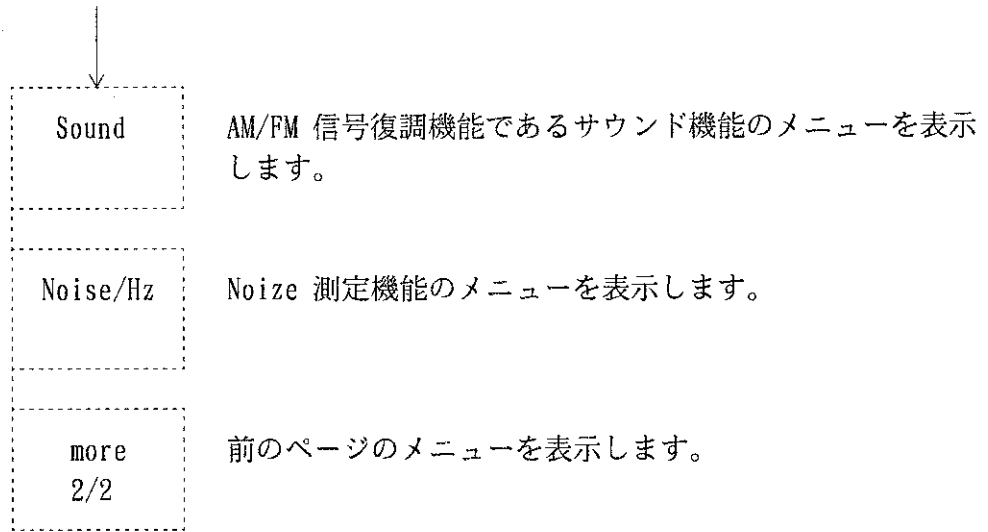 Sound
AM/FM 信号復調機能であるサウンド機能のメニューを表示
します。
Noise/Hz
Noize 測定機能のメニューを表示します。
more
2/2
前のページのメニューを表示します。